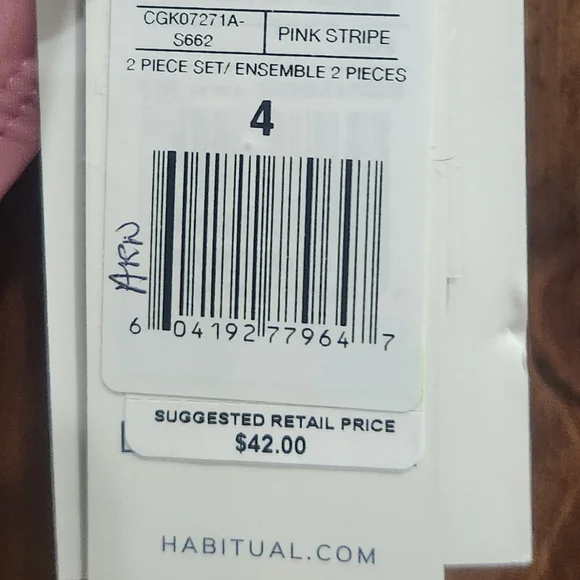 CGK07271A-
S662
PINK STRIPE
2 PIECE SET/ ENSEMBLE 2 PIECES
4
ARW
6 04192 77964 7
SUGGESTED RETAIL PRICE
$42.00
HABITUAL.COM